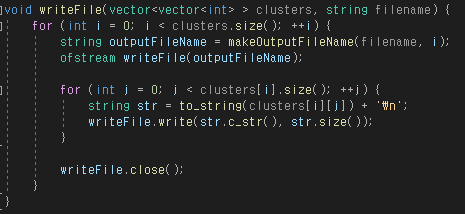 void writeFile(vector<vector<int> > clusters, string filename) {
    for (int i = 0; i < clusters.size(); ++i) {
        string outputFileName = makeOutputFileName(filename, i);
        ofstream writeFile(outputFileName);

        for (int j = 0; j < clusters[i].size(); ++j) {
            string str = to_string(clusters[i][j]) + '₩n';
            writeFile.write(str.c_str(), str.size());
        }

        writeFile.close();
    }
}